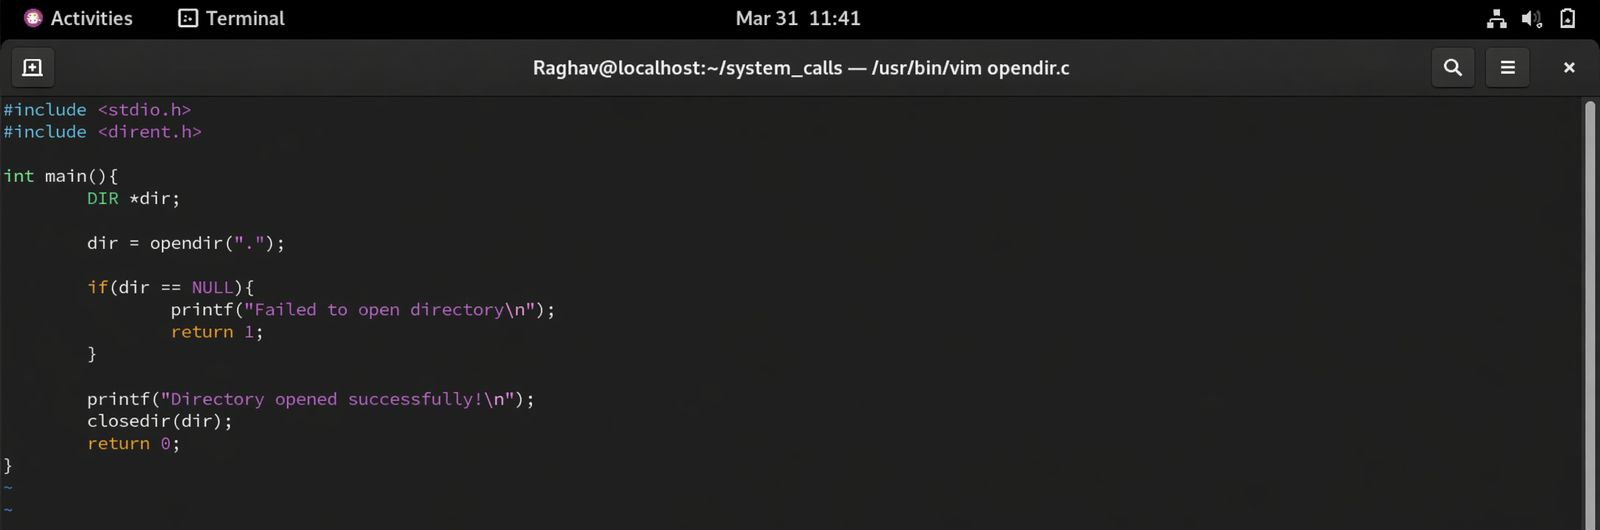 Activities Terminal Mar 31 11:41
Raghav@localhost:~/system_calls — /usr/bin/vim opendir.c
#include <stdio.h>
#include <dirent.h>
int main(){
        DIR *dir;
        dir = opendir(".");
        if(dir == NULL){
                printf("Failed to open directory\n");
                return 1;
        }
        printf("Directory opened successfully!\n");
        closedir(dir);
        return 0;
}
~
~